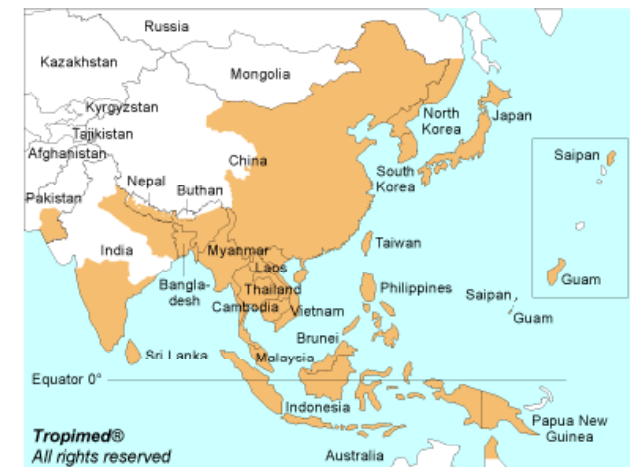 Russia
Kazakhstan
Mongolia
Kyrgyzstan
Tajikistan
Afghanistan
North
Korea
Japan
China
Saipan
South
Korea
Nepal
Buthan
Pakistan
India
Myanmar
Taiwan
Laos
Guam
Bangla-
desh
Thailand
Philippines
Cambodia
Vietnam
Saipan
Guam
Brunei
Sri Lanka
Malaysia
Equator 0°
Indonesia
Papua New
Guinea
Tropimed®
All rights reserved
Australia